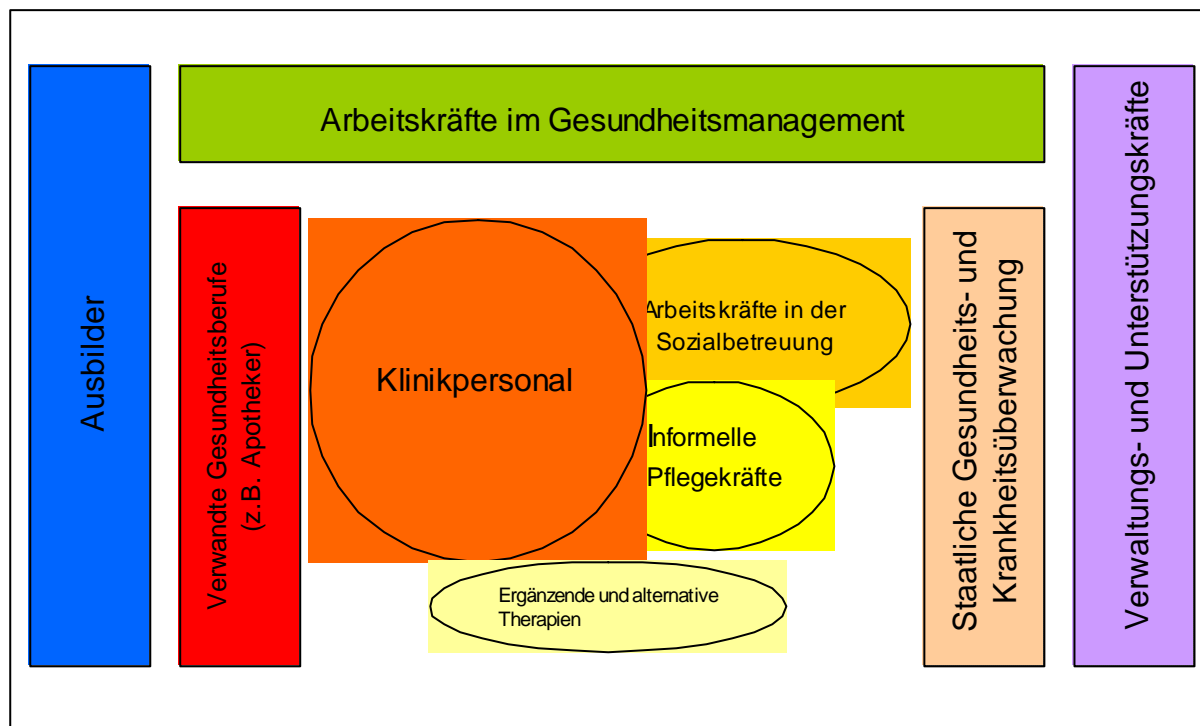 Ausbilder
Arbeitskräfte im Gesundheitsmanagement
Verwandte Gesundheitsberufe
(z.B. Apotheker)
Klinikpersonal
Arbeitskräfte in der
Sozialbetreuung
Informelle
Pflegekräfte
Ergänzende und alternative
Therapien
Staatliche Gesundheits- und
Krankheitsüberwachung
Verwaltungs- und Unterstützungskräfte